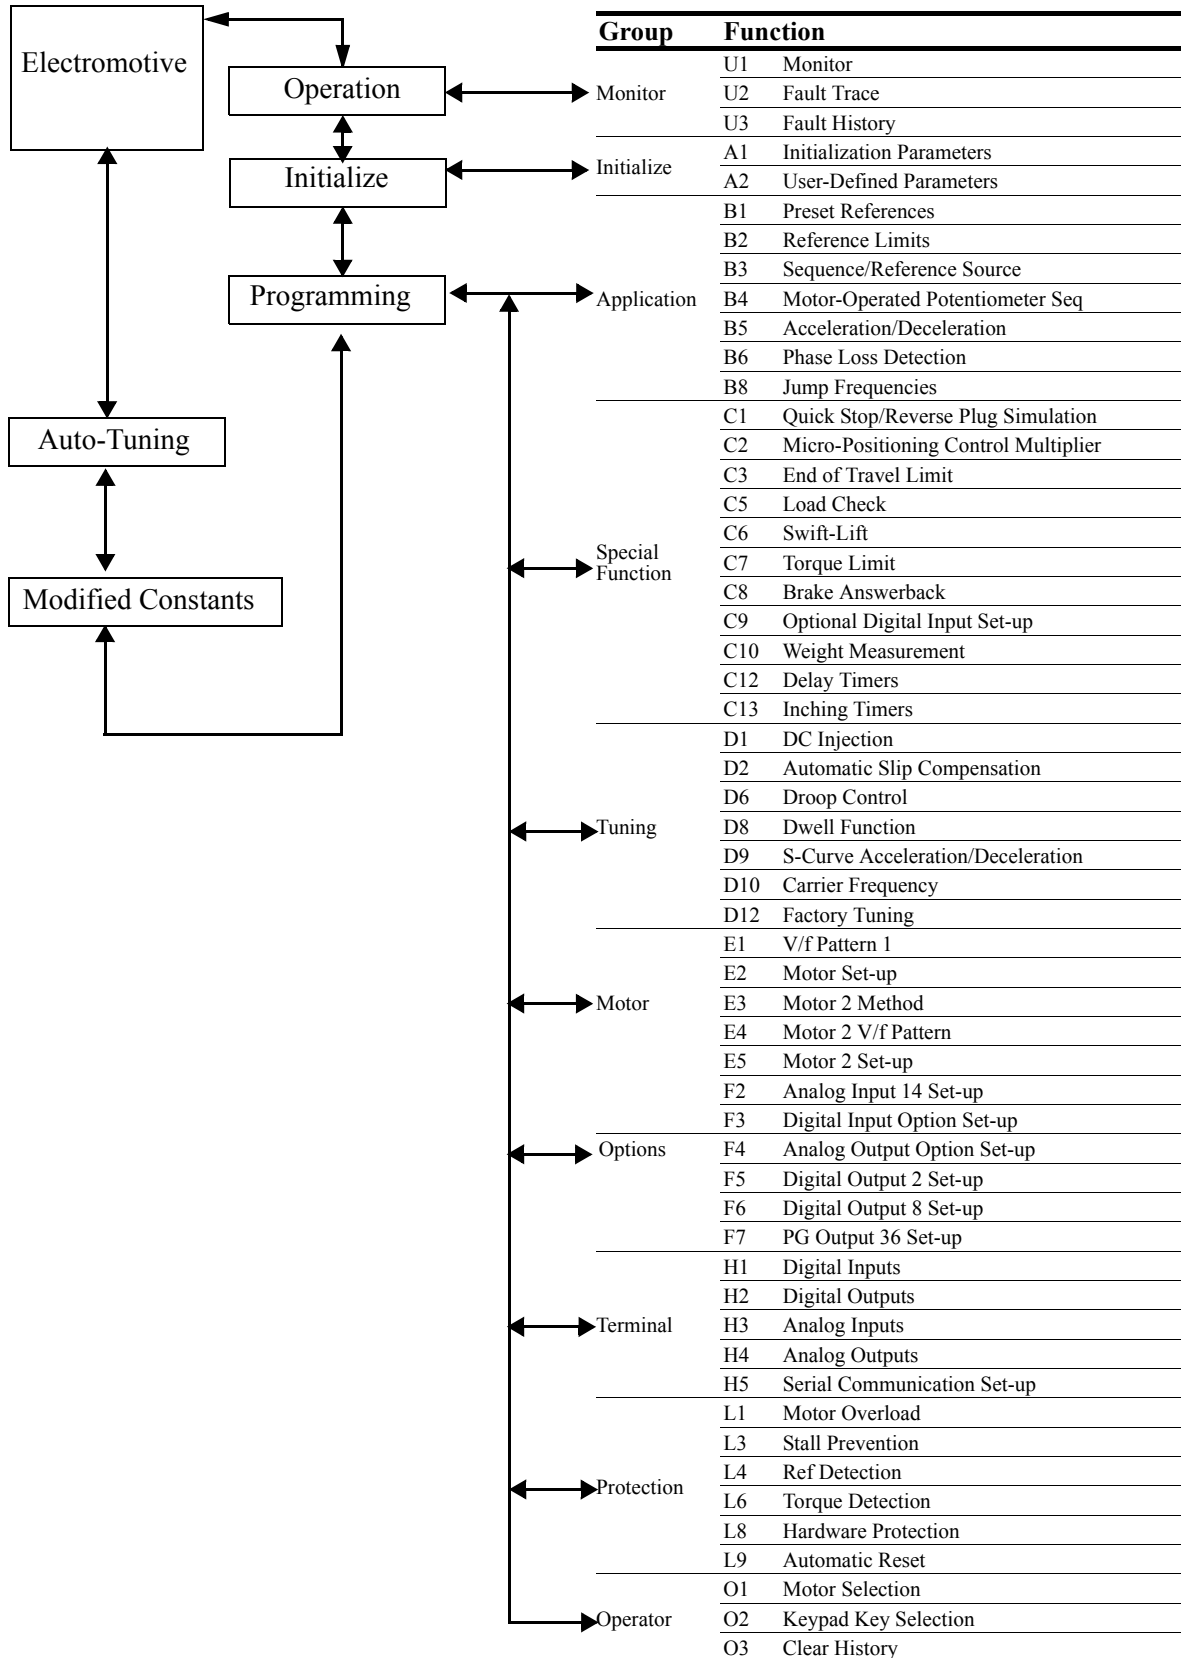 Electromotive
Operation
Initialize
Programming
Auto-Tuning
Modified Constants
Group Function
Monitor
U1 Monitor
U2 Fault Trace
U3 Fault History
Initialize
A1 Initialization Parameters
A2 User-Defined Parameters
Application
B1 Preset References
B2 Reference Limits
B3 Sequence/Reference Source
B4 Motor-Operated Potentiometer Seq
B5 Acceleration/Deceleration
B6 Phase Loss Detection
B8 Jump Frequencies
Special
Function
C1 Quick Stop/Reverse Plug Simulation
C2 Micro-Positioning Control Multiplier
C3 End of Travel Limit
C5 Load Check
C6 Swift-Lift
C7 Torque Limit
C8 Brake Answerback
C9 Optional Digital Input Set-up
C10 Weight Measurement
C12 Delay Timers
C13 Inching Timers
Tuning
D1 DC Injection
D2 Automatic Slip Compensation
D6 Droop Control
D8 Dwell Function
D9 S-Curve Acceleration/Deceleration
D10 Carrier Frequency
D12 Factory Tuning
Motor
E1 V/f Pattern 1
E2 Motor Set-up
E3 Motor 2 Method
E4 Motor 2 V/f Pattern
E5 Motor 2 Set-up
Options
F2 Analog Input 14 Set-up
F3 Digital Input Option Set-up
F4 Analog Output Option Set-up
F5 Digital Output 2 Set-up
F6 Digital Output 8 Set-up
F7 PG Output 36 Set-up
Terminal
H1 Digital Inputs
H2 Digital Outputs
H3 Analog Inputs
H4 Analog Outputs
H5 Serial Communication Set-up
Protection
L1 Motor Overload
L3 Stall Prevention
L4 Ref Detection
L6 Torque Detection
L8 Hardware Protection
L9 Automatic Reset
Operator
O1 Motor Selection
O2 Keypad Key Selection
O3 Clear History